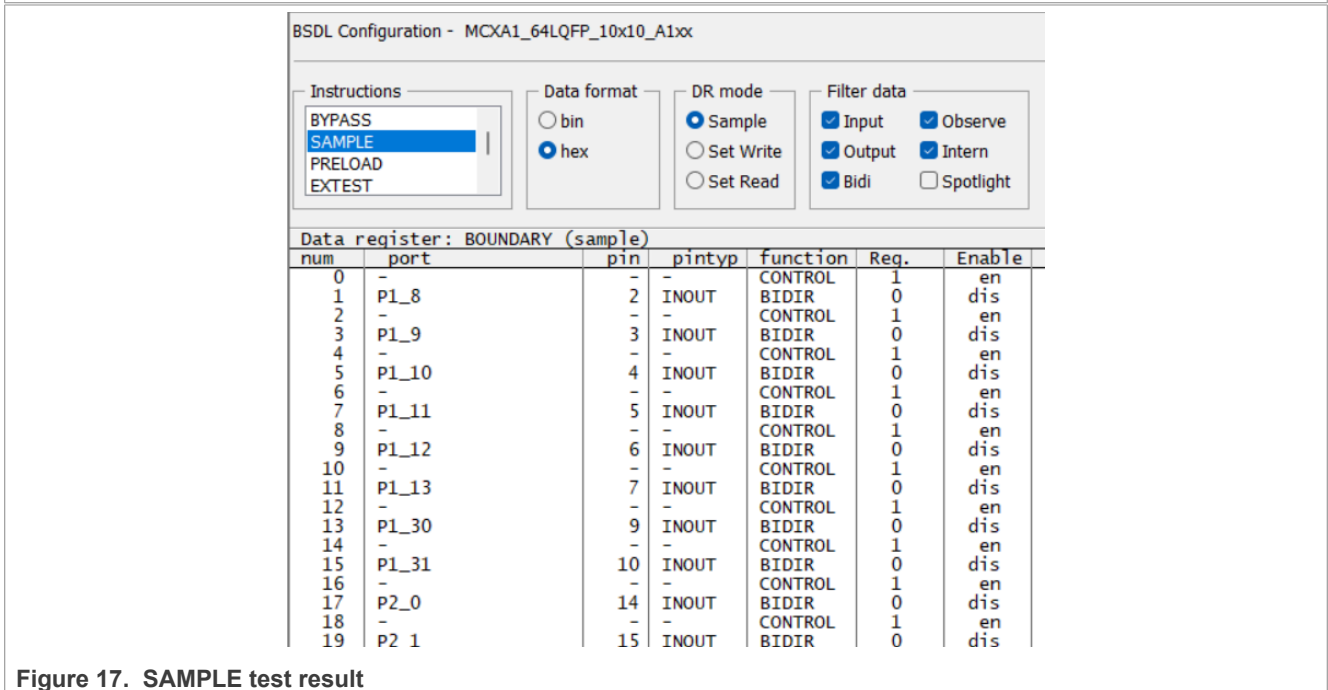 BSDL Configuration - MCXA1_64LQFP_10x10_A1xx
Instructions Data format DR mode Filter data
BYPASS bin Sample Input Observe
SAMPLE hex Set Write Output Intern
PRELOAD Set Read Bidi Spotlight
EXTEST
Data register: BOUNDARY (sample)
num port pin pintyp function Reg. Enable
0 - - - CONTROL 1 en
1 P1_8 2 INOUT BIDIR 0 dis
2 - - - CONTROL 1 en
3 P1_9 3 INOUT BIDIR 0 dis
4 - - - CONTROL 1 en
5 P1_10 4 INOUT BIDIR 0 dis
6 - - - CONTROL 1 en
7 P1_11 5 INOUT BIDIR 0 dis
8 - - - CONTROL 1 en
9 P1_12 6 INOUT BIDIR 0 dis
10 - - - CONTROL 1 en
11 P1_13 7 INOUT BIDIR 0 dis
12 - - - CONTROL 1 en
13 P1_30 9 INOUT BIDIR 0 dis
14 - - - CONTROL 1 en
15 P1_31 10 INOUT BIDIR 0 dis
16 - - - CONTROL 1 en
17 P2_0 14 INOUT BIDIR 0 dis
18 - - - CONTROL 1 en
19 P2_1 15 INOUT BIDIR 0 dis
Figure 17. SAMPLE test result